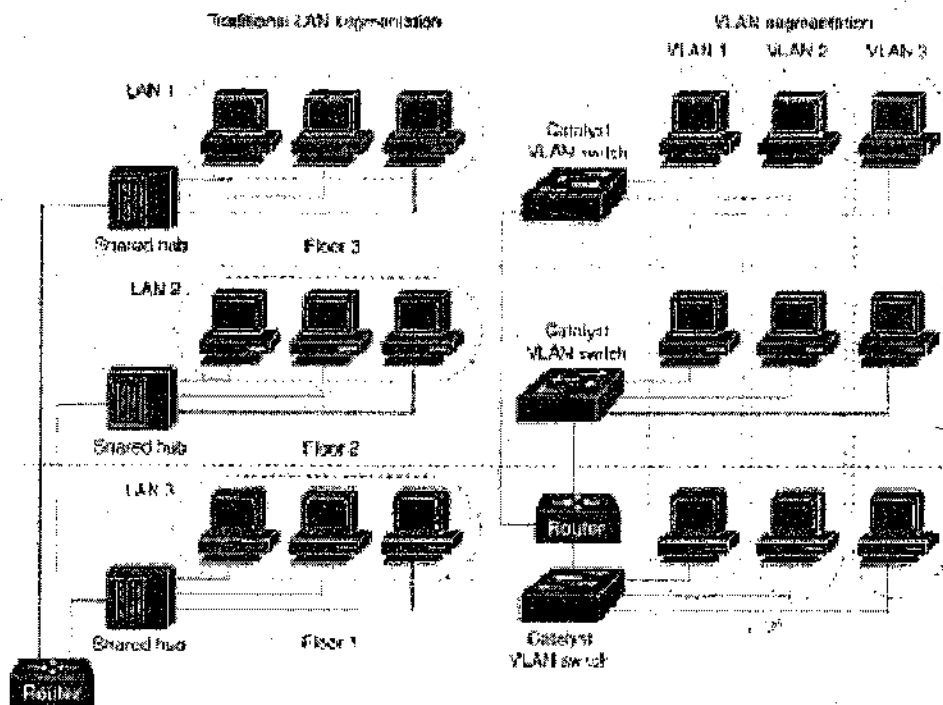 Traditional LAN segmentation
LAN 1
Shared hub
Floor 3
LAN 2
Shared hub
Floor 2
LAN 3
Shared hub
Floor 1
Router
VLAN segmentation
VLAN 1 VLAN 2 VLAN 3
Catalyst
VLAN switch
Catalyst
VLAN switch
Router
Catalyst
VLAN switch